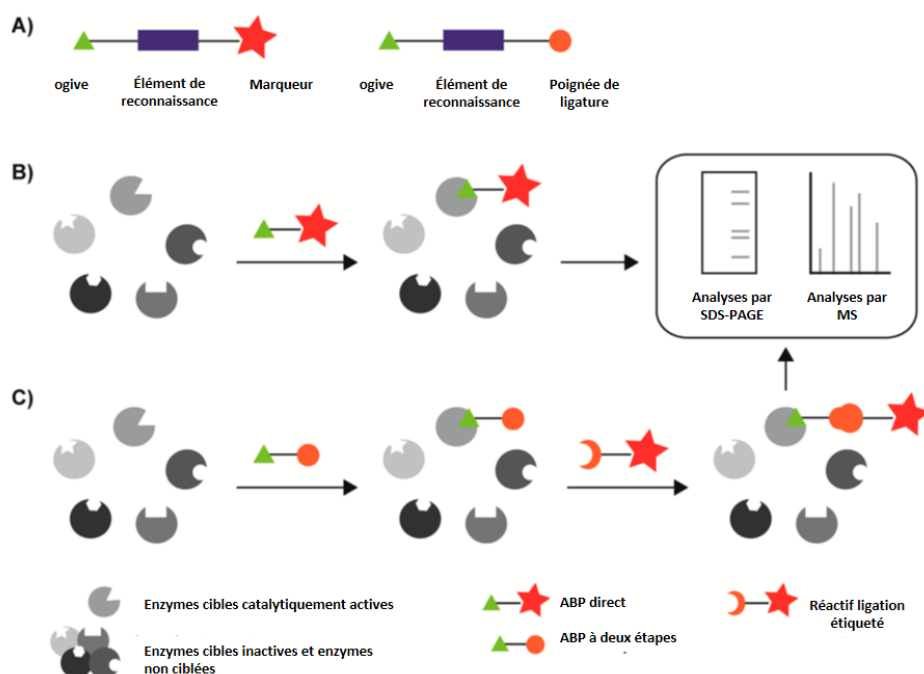 A)
ogive
Élément de
reconnaissance
Marqueur
ogive
Élément de
reconnaissance
Poignée de
ligature
B)
Analyses par
SDS-PAGE
Analyses par
MS
C)
Enzymes cibles catalytiquement actives
ABP direct
Réactif ligation
étiqueté
ABP à deux étapes
Enzymes cibles inactives et enzymes
non ciblées